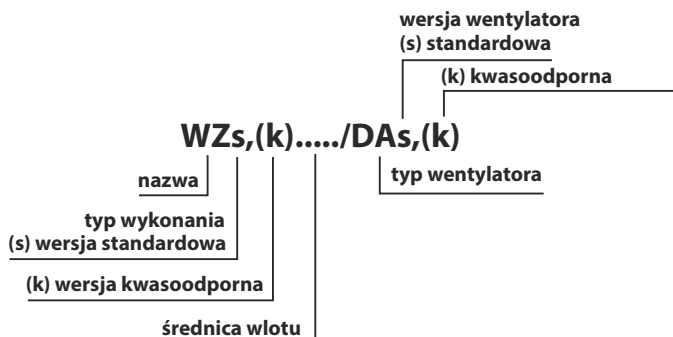 wersja wentylatora
(s) standardowa
(k) kwasoodporna
WZs,(k)...../DAs,(k)
nazwa
typ wentylatora
typ wykonania
(s) wersja standardowa
(k) wersja kwasoodporna
średnica wlotu